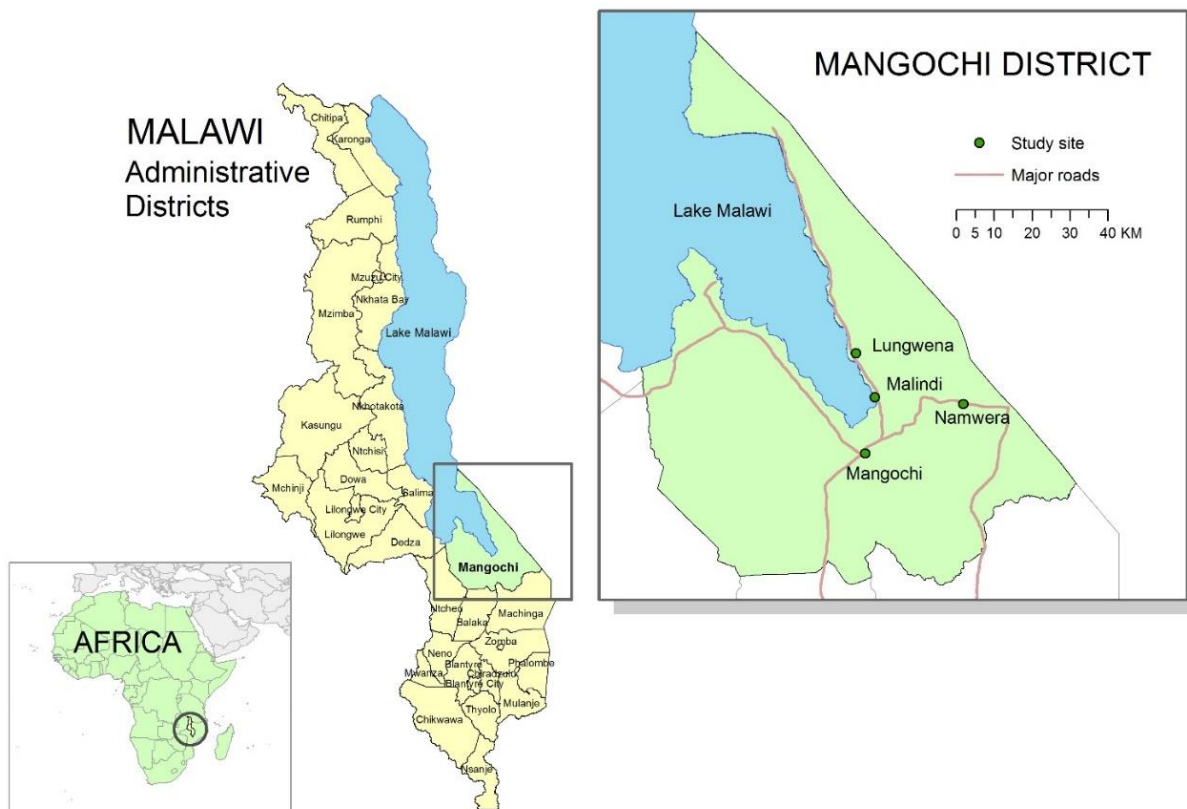 MALAWI
Administrative
Districts
Chitipa
Karonga
Rumphi
Mzuzu City
Nkhata Bay
Mzimba
Lake Malawi
Nkhotakota
Kasungu
Ntchisi
Dowa
Mchinji
Salima
Lilongwe City
Lilongwe
Dedza
Mangochi
Ntcheu
Balaka
Machinga
Zomba
Neno
Blantyre
Phalombe
Mwanza
Chiradzulu
Blantyre City
Mulanje
Thyolo
Chikwawa
Nsanje
AFRICA
MANGOCHI DISTRICT
Study site
Major roads
0 5 10 20 30 40 KM
Lake Malawi
Lungwena
Malindi
Namwera
Mangochi